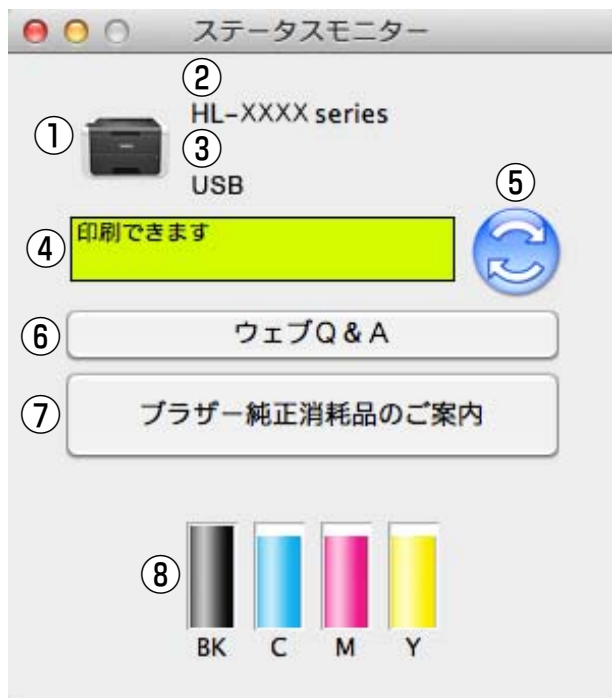 ステータスモニター
②
HL-XXXX series
①
③
USB
⑤
④
印刷できます
⑥
ウェブQ & A
⑦
ブラザー純正消耗品のご案内
⑧
BK C M Y